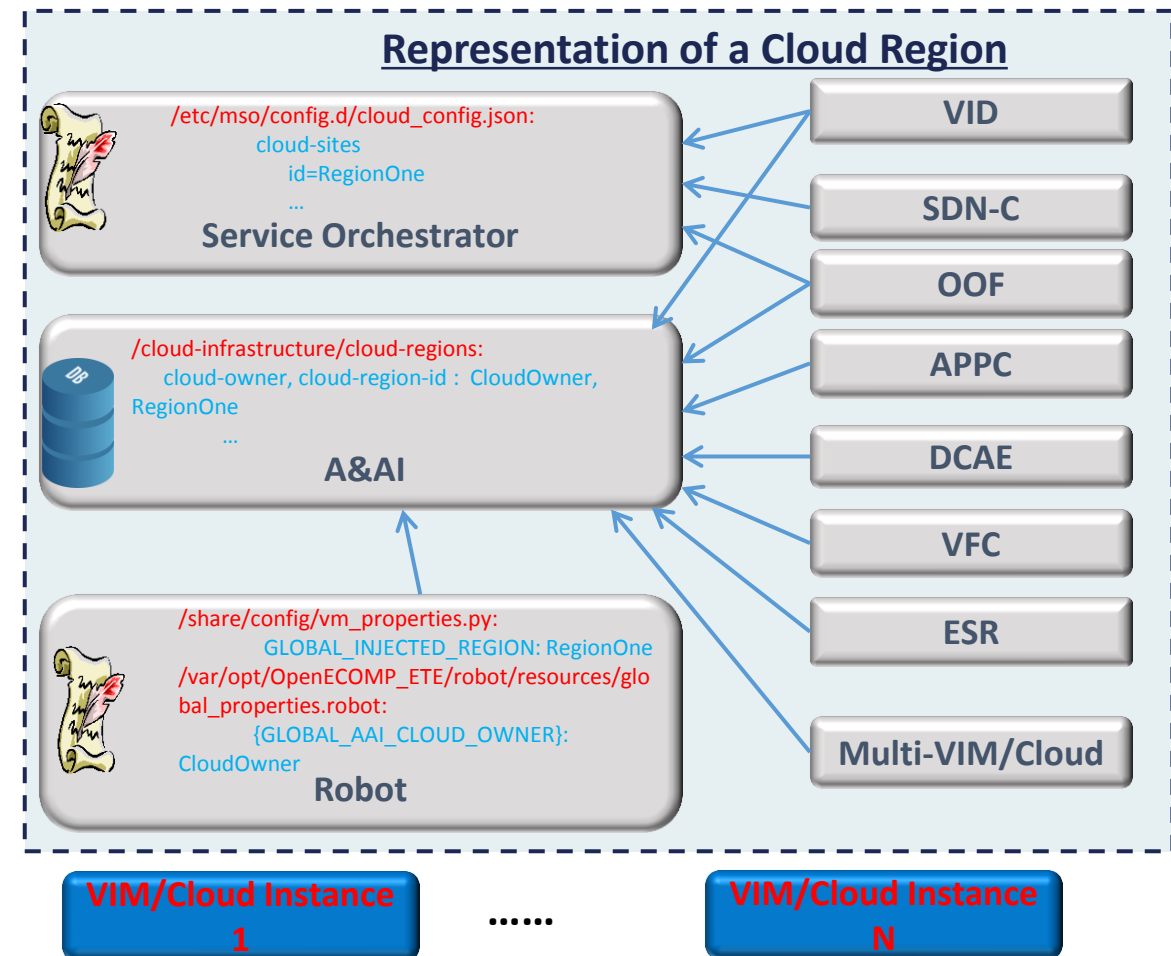 Representation of a Cloud Region
/etc/mso/config.d/cloud_config.json:
cloud-sites
id=RegionOne
...
Service Orchestrator
/cloud-infrastructure/cloud-regions:
cloud-owner, cloud-region-id : CloudOwner,
RegionOne
...
DB
A&AI
/share/config/vm_properties.py:
GLOBAL_INJECTED_REGION: RegionOne
/var/opt/OpenECOMP_ETE/robot/resources/glo
bal_properties.robot:
{GLOBAL_AAI_CLOUD_OWNER}:
CloudOwner
Robot
VID
SDN-C
OOF
APPC
DCAE
VFC
ESR
Multi-VIM/Cloud
VIM/Cloud Instance
1
......
VIM/Cloud Instance
N